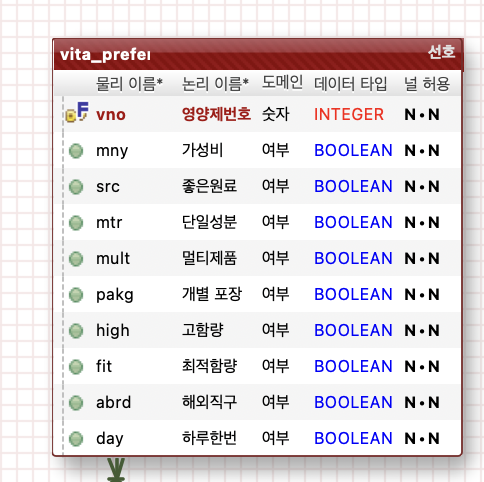 vita_prefer 선호
물리 이름* 논리 이름* 도메인 데이터 타입 널 허용
F vno 영양제번호 숫자 INTEGER N•N
mny 가성비 여부 BOOLEAN N•N
src 좋은원료 여부 BOOLEAN N•N
mtr 단일성분 여부 BOOLEAN N•N
mult 멀티제품 여부 BOOLEAN N•N
pakg 개별 포장 여부 BOOLEAN N•N
high 고함량 여부 BOOLEAN N•N
fit 최적함량 여부 BOOLEAN N•N
abrd 해외직구 여부 BOOLEAN N•N
day 하루한번 여부 BOOLEAN N•N